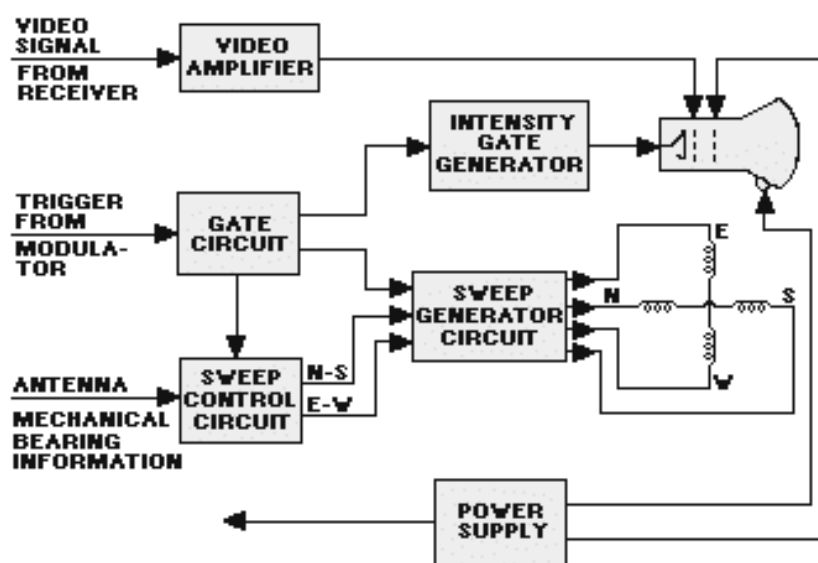 VIDEO
SIGNAL
FROM
RECEIVER
VIDEO
AMPLIFIER
INTENSITY
GATE
GENERATOR
TRIGGER
FROM
MODULA-
TOR
GATE
CIRCUIT
SWEEP
GENERATOR
CIRCUIT
E
N
S
W
ANTENNA
MECHANICAL
BEARING
INFORMATION
SWEEP
CONTROL
CIRCUIT
N-S
E-W
POWER
SUPPLY